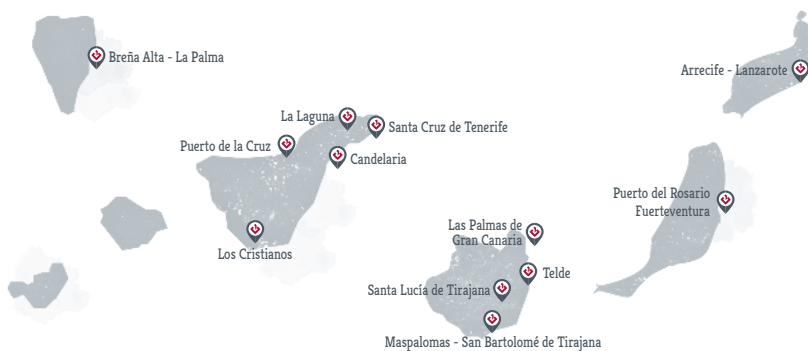 Breña Alta - La Palma
Arrecife - Lanzarote
La Laguna
Santa Cruz de Tenerife
Puerto de la Cruz
Candelaria
Puerto del Rosario
Fuerteventura
Las Palmas de
Gran Canaria
Los Cristianos
Telde
Santa Lucía de Tirajana
Maspalomas - San Bartolomé de Tirajana